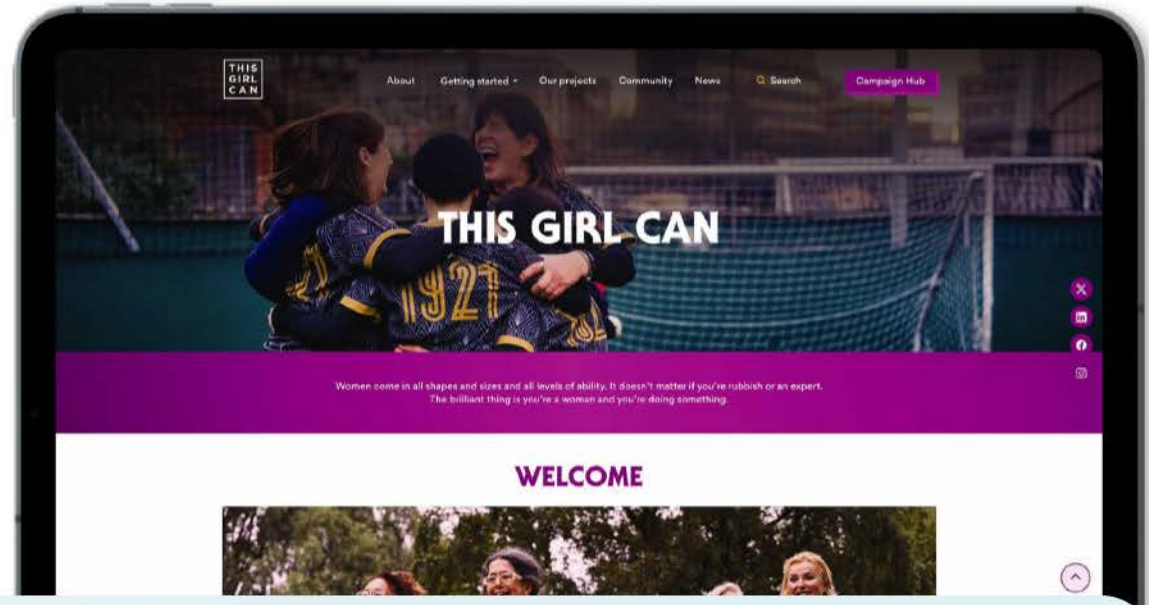 THIS
GIRL
CAN
About Getting started Our projects Community News Search Campaign Hub
THIS GIRL CAN
1921
Women come in all shapes and sizes and all levels of ability. It doesn't matter if you're rubbish or an expert.
The brilliant thing is you're a woman and you're doing something.
WELCOME